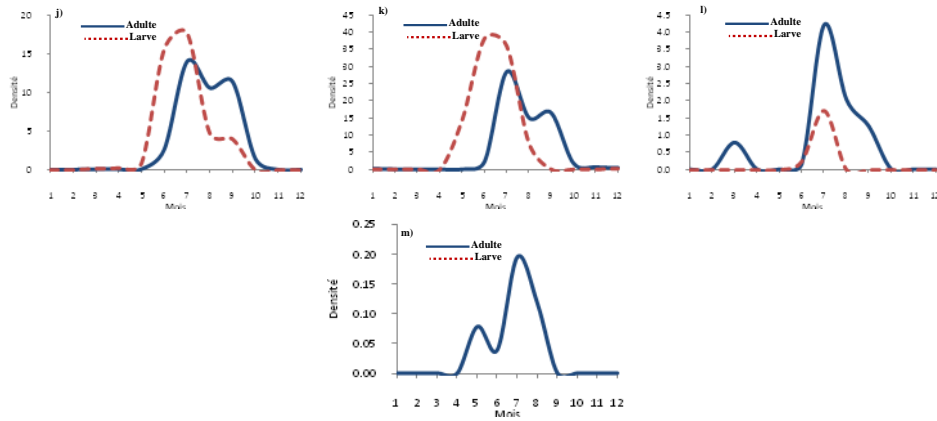 j)
Adulte
Larve
20
15
10
5
0
Densité
1 2 3 4 5 6 7 8 9 10 11 12
Mois
k)
Adulte
Larve
45
40
35
30
25
20
15
10
5
0
Densité
1 2 3 4 5 6 7 8 9 10 11 12
Mois
l)
Adulte
Larve
4.5
4.0
3.5
3.0
2.5
2.0
1.5
1.0
0.5
0.0
Densité
1 2 3 4 5 6 7 8 9 10 11 12
Mois
m)
Adulte
Larve
0.25
0.20
0.15
0.10
0.05
0.00
Densité
1 2 3 4 5 6 7 8 9 10 11 12
Mois